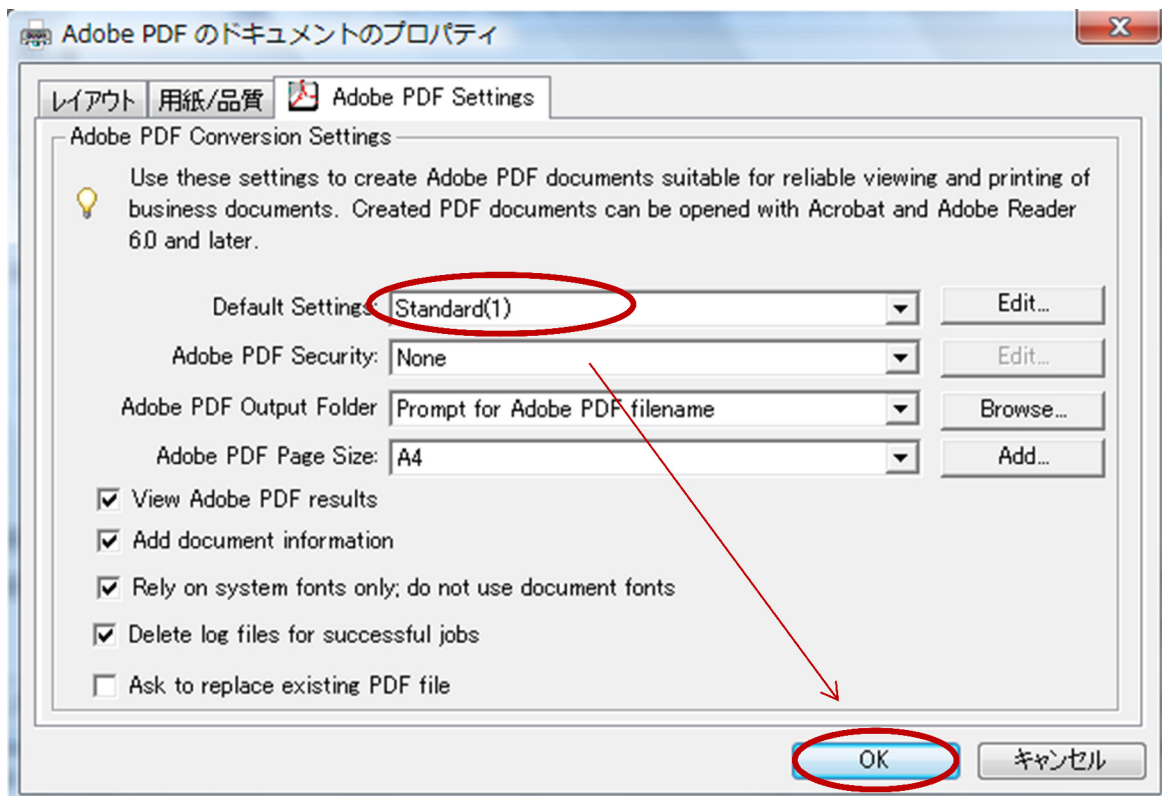 Adobe PDF のドキュメントのプロパティ
レイアウト 用紙/品質 Adobe PDF Settings
Adobe PDF Conversion Settings
Use these settings to create Adobe PDF documents suitable for reliable viewing and printing of
business documents. Created PDF documents can be opened with Acrobat and Adobe Reader
6.0 and later.
Default Settings: Standard(1) Edit...
Adobe PDF Security: None Edit...
Adobe PDF Output Folder Prompt for Adobe PDF filename Browse...
Adobe PDF Page Size: A4 Add...
View Adobe PDF results
Add document information
Rely on system fonts only; do not use document fonts
Delete log files for successful jobs
Ask to replace existing PDF file
OK キャンセル